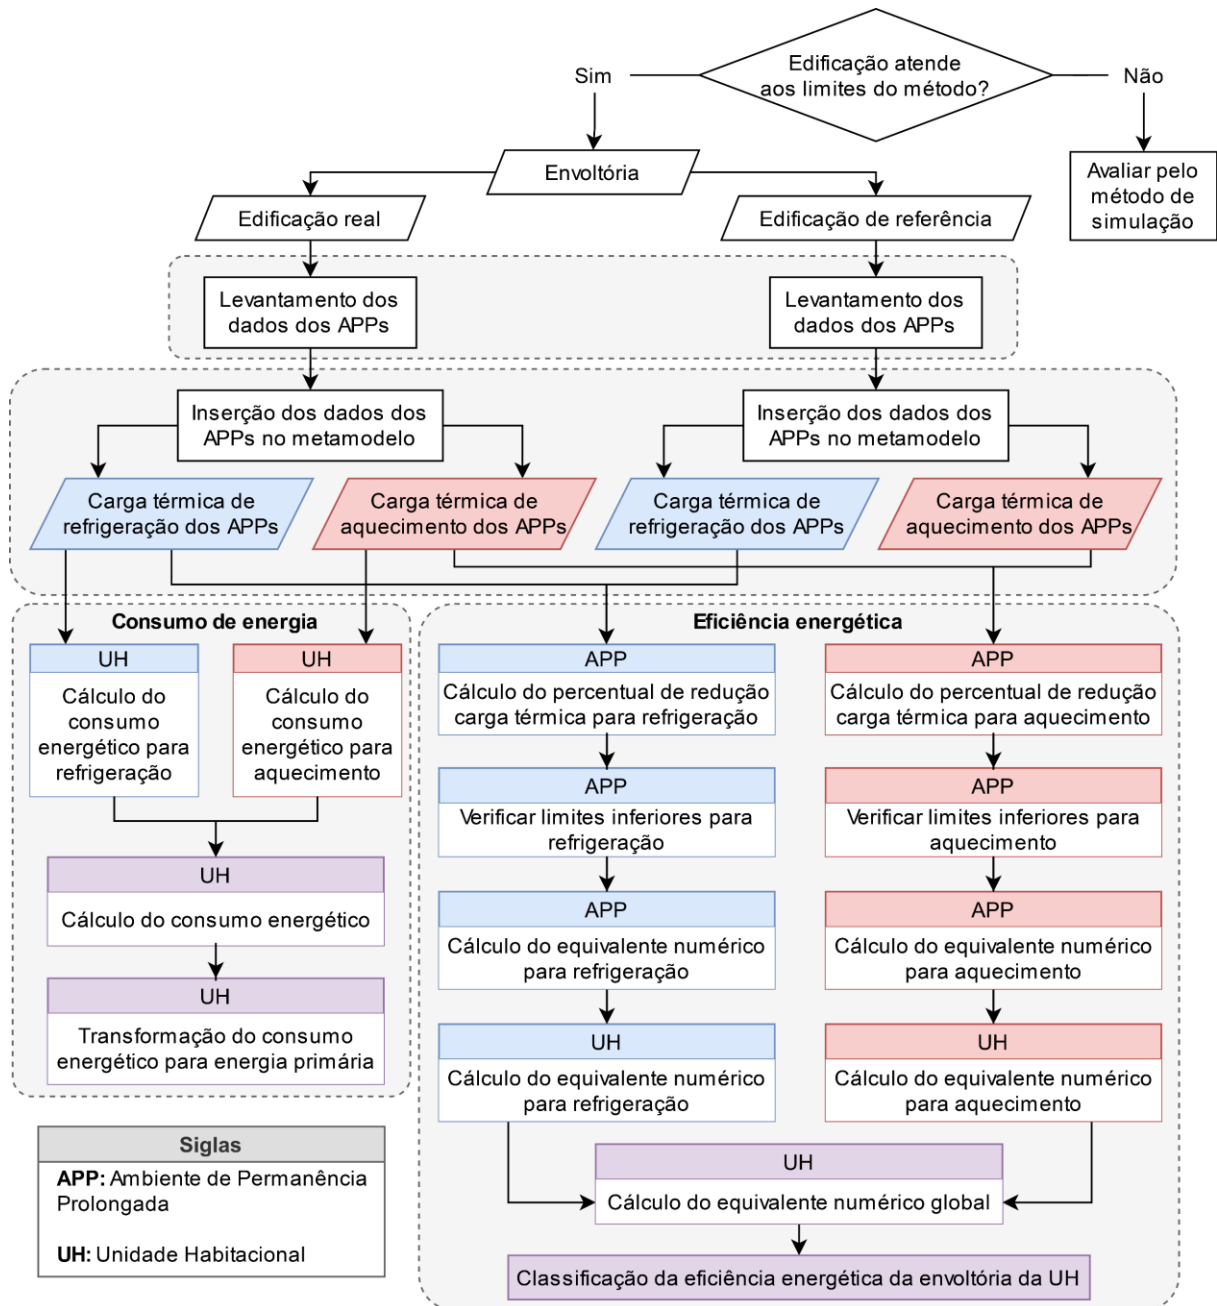 Edificação atende
aos limites do método?
Sim
Não
Envoltória
Avaliar pelo
método de
simulação
Edificação real
Edificação de referência
Levantamento dos
dados dos APPs
Levantamento dos
dados dos APPs
Inserção dos dados dos
APPs no metamodelo
Inserção dos dados dos
APPs no metamodelo
Carga térmica de
refrigeração dos APPs
Carga térmica de
aquecimento dos APPs
Carga térmica de
refrigeração dos APPs
Carga térmica de
aquecimento dos APPs
Consumo de energia
UH
Cálculo do
consumo
energético para
refrigeração
UH
Cálculo do
consumo
energético para
aquecimento
UH
Cálculo do consumo energético
UH
Transformação do consumo
energético para energia primária
Eficiência energética
APP
Cálculo do percentual de redução
carga térmica para refrigeração
APP
Cálculo do percentual de redução
carga térmica para aquecimento
APP
Verificar limites inferiores para
refrigeração
APP
Verificar limites inferiores para
aquecimento
APP
Cálculo do equivalente numérico
para refrigeração
APP
Cálculo do equivalente numérico
para aquecimento
UH
Cálculo do equivalente numérico
para refrigeração
UH
Cálculo do equivalente numérico
para aquecimento
UH
Cálculo do equivalente numérico global
Classificação da eficiência energética da envoltória da UH
Siglas
APP: Ambiente de Permanência
Prolongada
UH: Unidade Habitacional